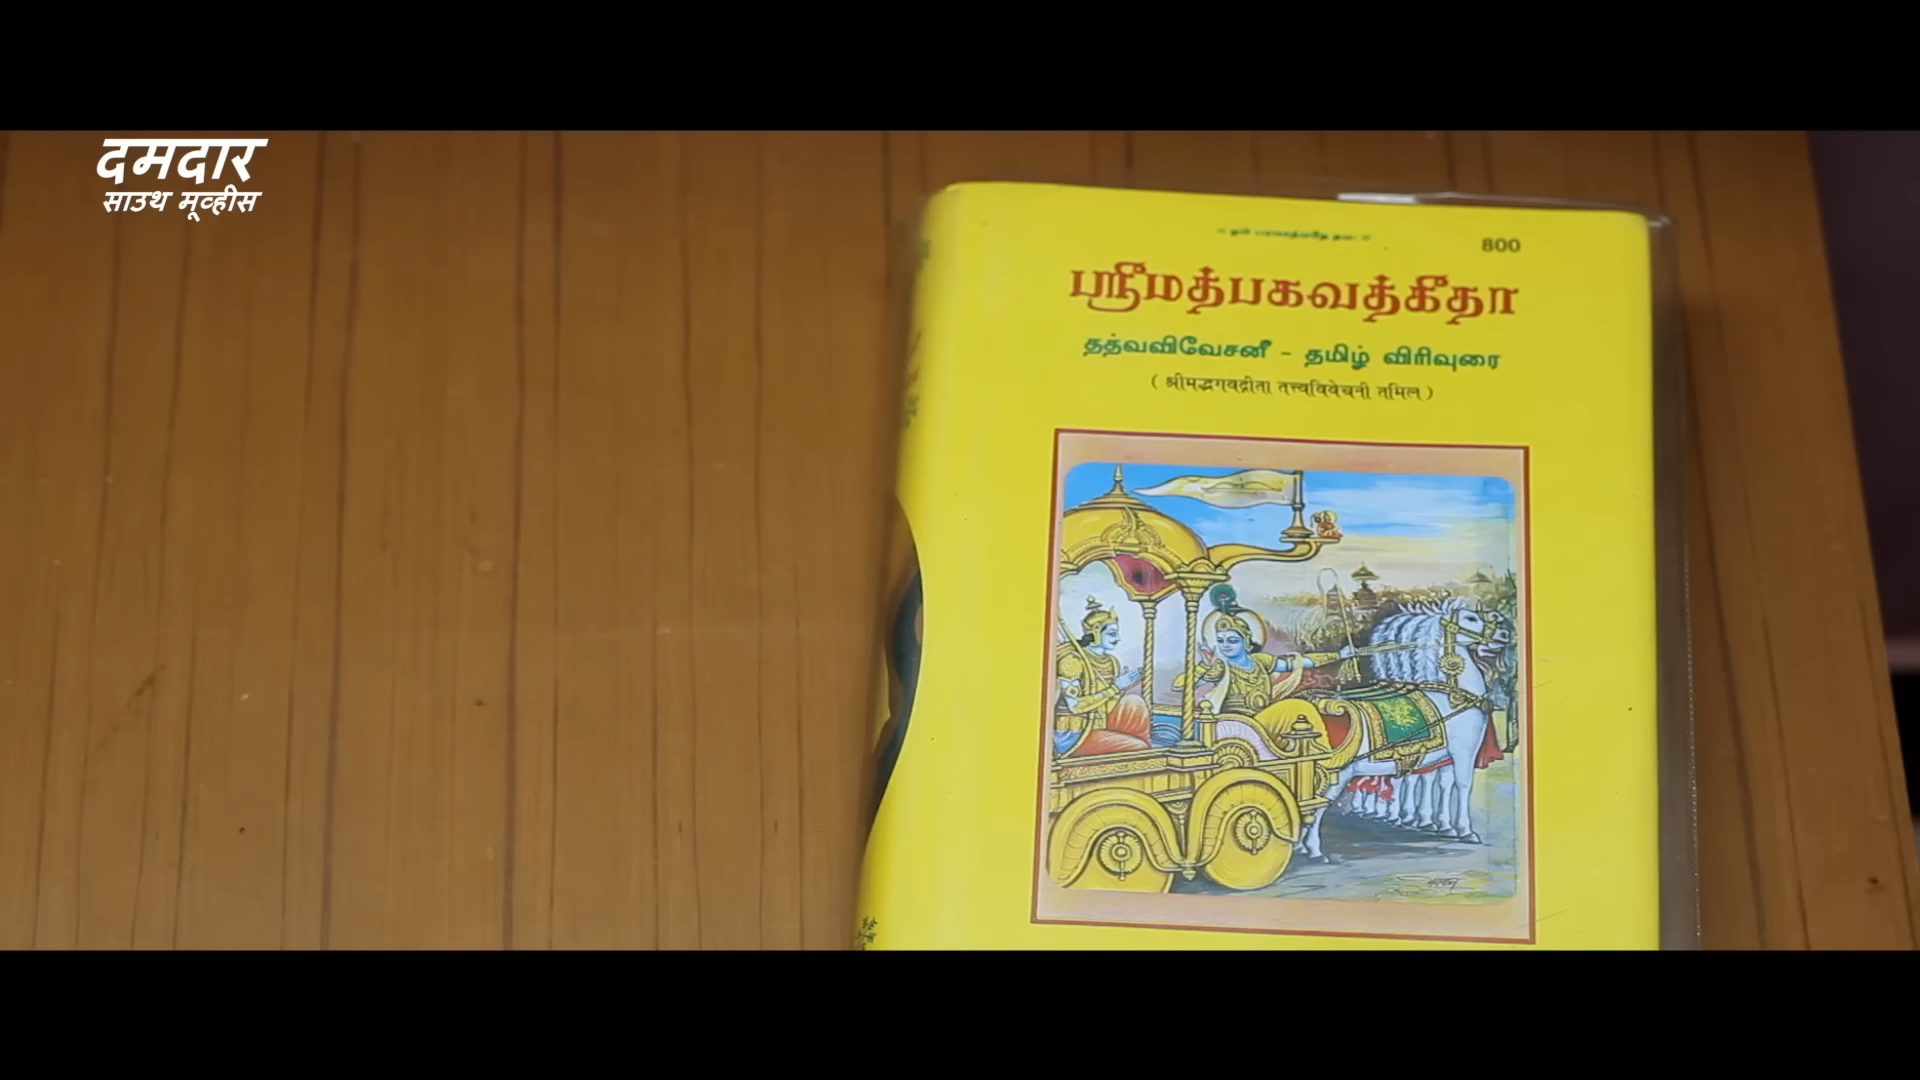 दमदार
साउथ मूव्हीस
800
ஸ்ரீமத்பகவத்கீதா
தத்வவிவேசனீ - தமிழ் விரிவுரை
( श्रीमद्भगवद्गीता तत्त्वविवेचनी तमिल )